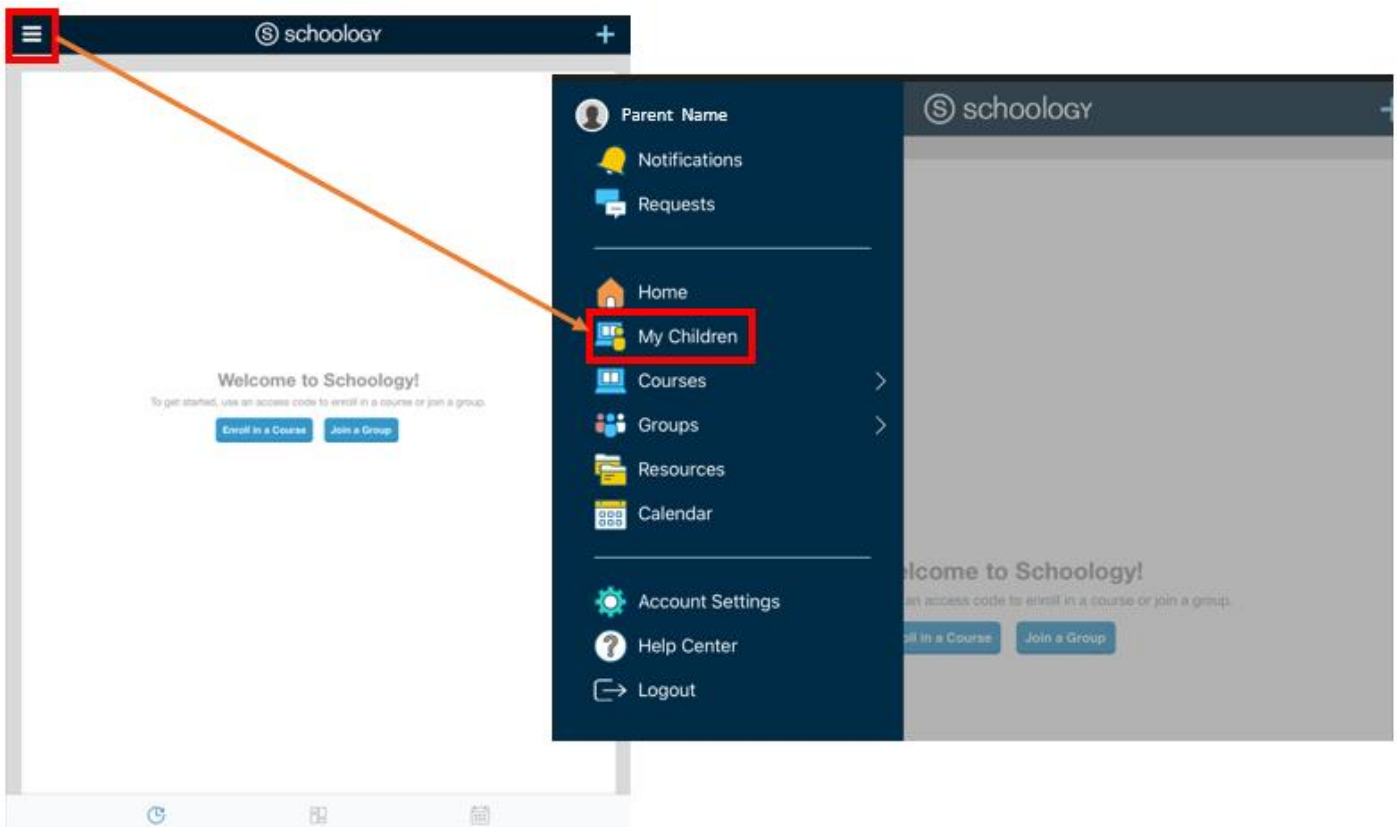 schoology
Welcome to Schoology!
To get started, use an access code to enroll in a course or join a group.
Enroll in a Course
Join a Group
Parent Name
Notifications
Requests
Home
My Children
Courses
Groups
Resources
Calendar
Account Settings
Help Center
Logout
schoology
lcome to Schoology!
an access code to enroll in a course or join a group.
oll in a Course
Join a Group